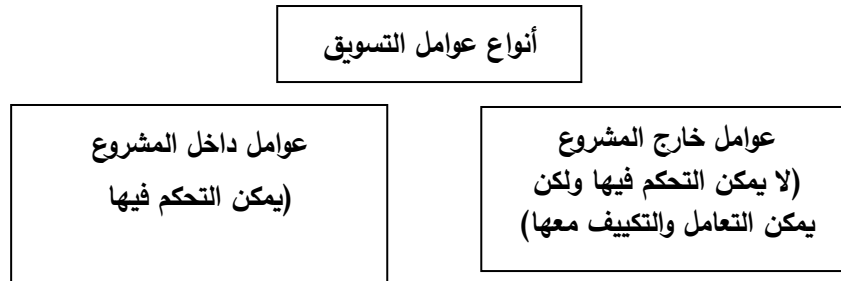 أنواع عوامل التسويق
عوامل خارج المشروع
(لا يمكن التحكم فيها ولكن
يمكن التعامل والتكييف معها)
عوامل داخل المشروع
(يمكن التحكم فيها